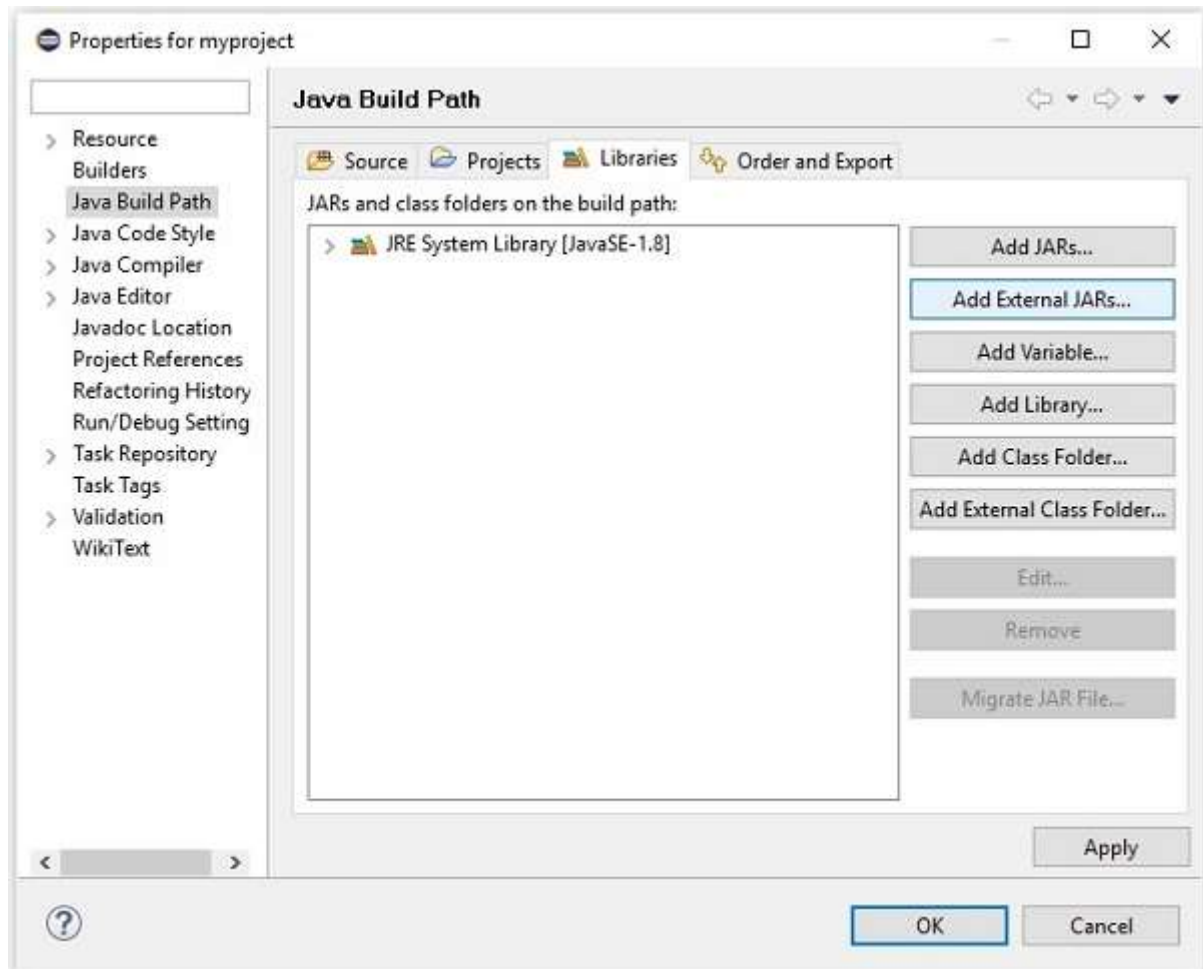 Properties for myproject
Java Build Path
Resource
Builders
Java Build Path
Java Code Style
Java Compiler
Java Editor
Javadoc Location
Project References
Refactoring History
Run/Debug Setting
Task Repository
Task Tags
Validation
WikiText
Source Projects Libraries Order and Export
JARs and class folders on the build path:
JRE System Library [JavaSE-1.8]
Add JARs...
Add External JARs...
Add Variable...
Add Library...
Add Class Folder...
Add External Class Folder...
Edit...
Remove
Migrate JAR File...
Apply
?
OK
Cancel